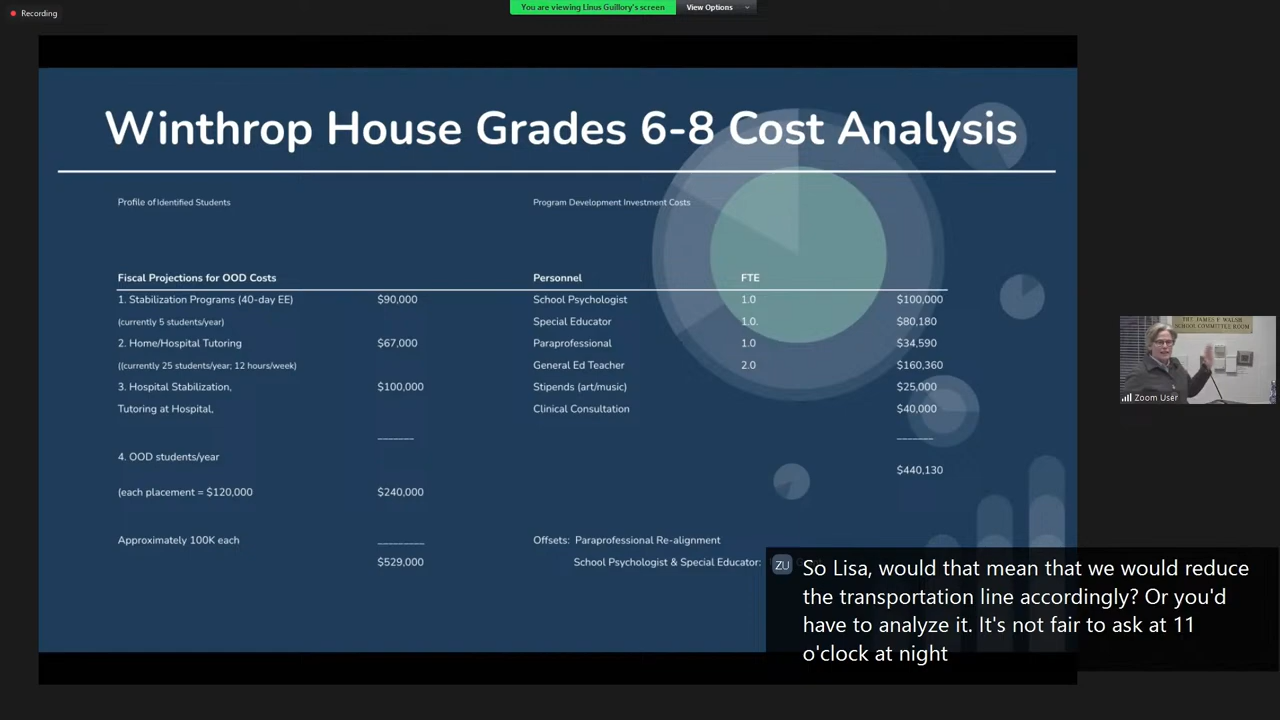 Recording
You are viewing Linus Guillory's screen
View Options
Winthrop House Grades 6-8 Cost Analysis
Profile of Identified Students
Program Development Investment Costs
Fiscal Projections for OOD Costs
Personnel FTE
1. Stabilization Programs (40-day EE) $90,000
School Psychologist 1.0 $100,000
(currently 5 students/year)
Special Educator 1.0. $80,180
2. Home/Hospital Tutoring $67,000
Paraprofessional 1.0 $34,590
((currently 25 students/year; 12 hours/week)
General Ed Teacher 2.0 $160,360
3. Hospital Stabilization, $100,000
Stipends (art/music) $25,000
Tutoring at Hospital,
Clinical Consultation $40,000
4. OOD students/year
$440,130
(each placement = $120,000 $240,000
Approximately 100K each
Offsets: Paraprofessional Re-alignment
$529,000
School Psychologist & Special Educator:
THE JAMES F WALSH
SCHOOL COMMITTEE ROOM
Zoom User
ZU
So Lisa, would that mean that we would reduce
the transportation line accordingly? Or you'd
have to analyze it. It's not fair to ask at 11
o'clock at night